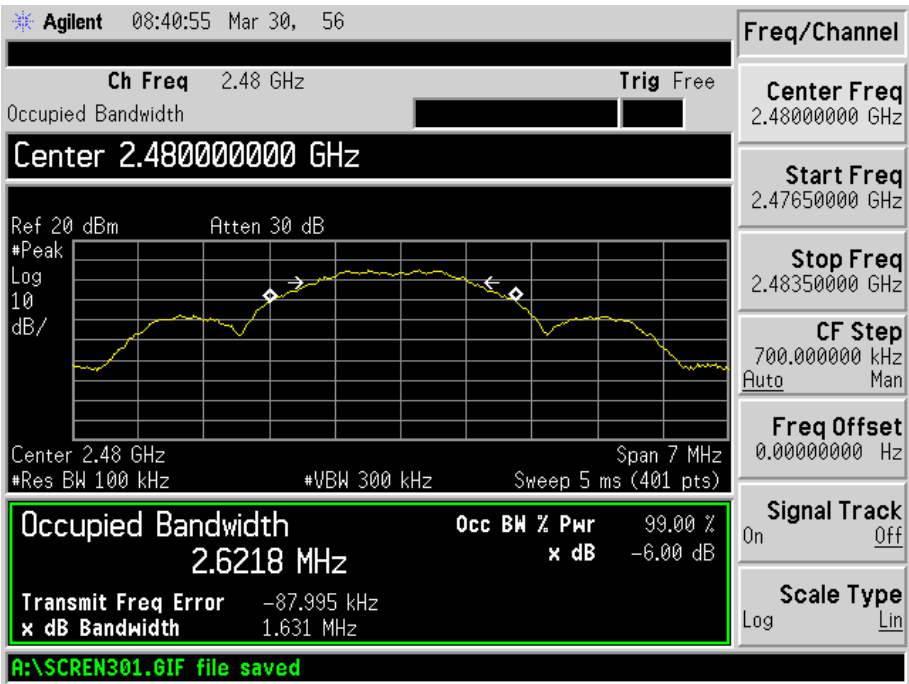 Agilent 08:40:55 Mar 30, 56
Ch Freq 2.48 GHz Trig Free
Occupied Bandwidth
Center 2.480000000 GHz
Ref 20 dBm Atten 30 dB
#Peak
Log
10
dB/
Center 2.48 GHz Span 7 MHz
#Res BW 100 kHz #VBW 300 kHz Sweep 5 ms (401 pts)
Occupied Bandwidth Occ BW % Pwr 99.00 %
2.6218 MHz x dB -6.00 dB
Transmit Freq Error -87.995 kHz
x dB Bandwidth 1.631 MHz
A:\SCREN301.GIF file saved
Freq/Channel
Center Freq
2.48000000 GHz
Start Freq
2.47650000 GHz
Stop Freq
2.48350000 GHz
CF Step
700.000000 kHz
Auto Man
Freq Offset
0.00000000 Hz
Signal Track
On Off
Scale Type
Log Lin